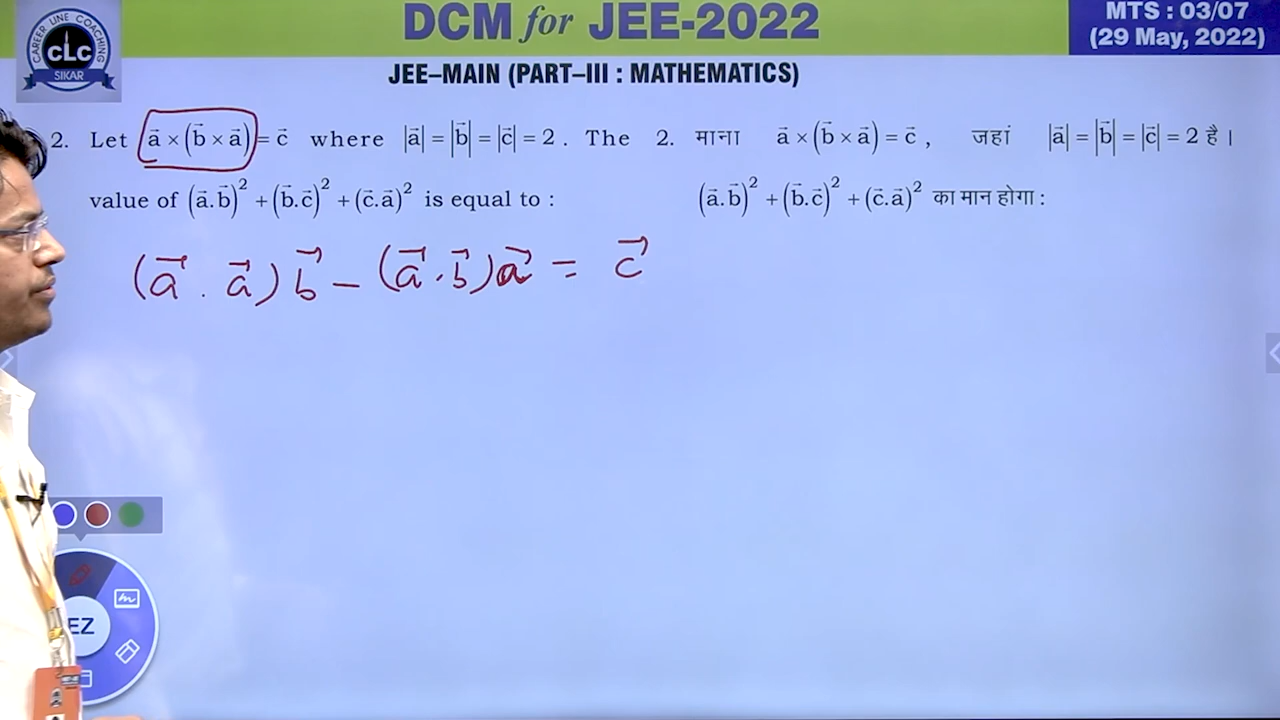 DCM for JEE-2022
MTS : 03/07
(29 May, 2022)
CAREER LINE COACHING
CLC
SIKAR
JEE–MAIN (PART–III : MATHEMATICS)
2. Let a⃗ × (b⃗ × a⃗) = c⃗ where |a⃗| = |b⃗| = |c⃗| = 2 . The
value of (a⃗.b⃗)² + (b⃗.c⃗)² + (c⃗.a⃗)² is equal to :
2. माना a⃗ × (b⃗ × a⃗) = c⃗ , जहां |a⃗| = |b⃗| = |c⃗| = 2 है।
(a⃗.b⃗)² + (b⃗.c⃗)² + (c⃗.a⃗)² का मान होगा :
(a⃗ . a⃗) b⃗ – (a⃗ . b⃗) a⃗ = c⃗
EZ